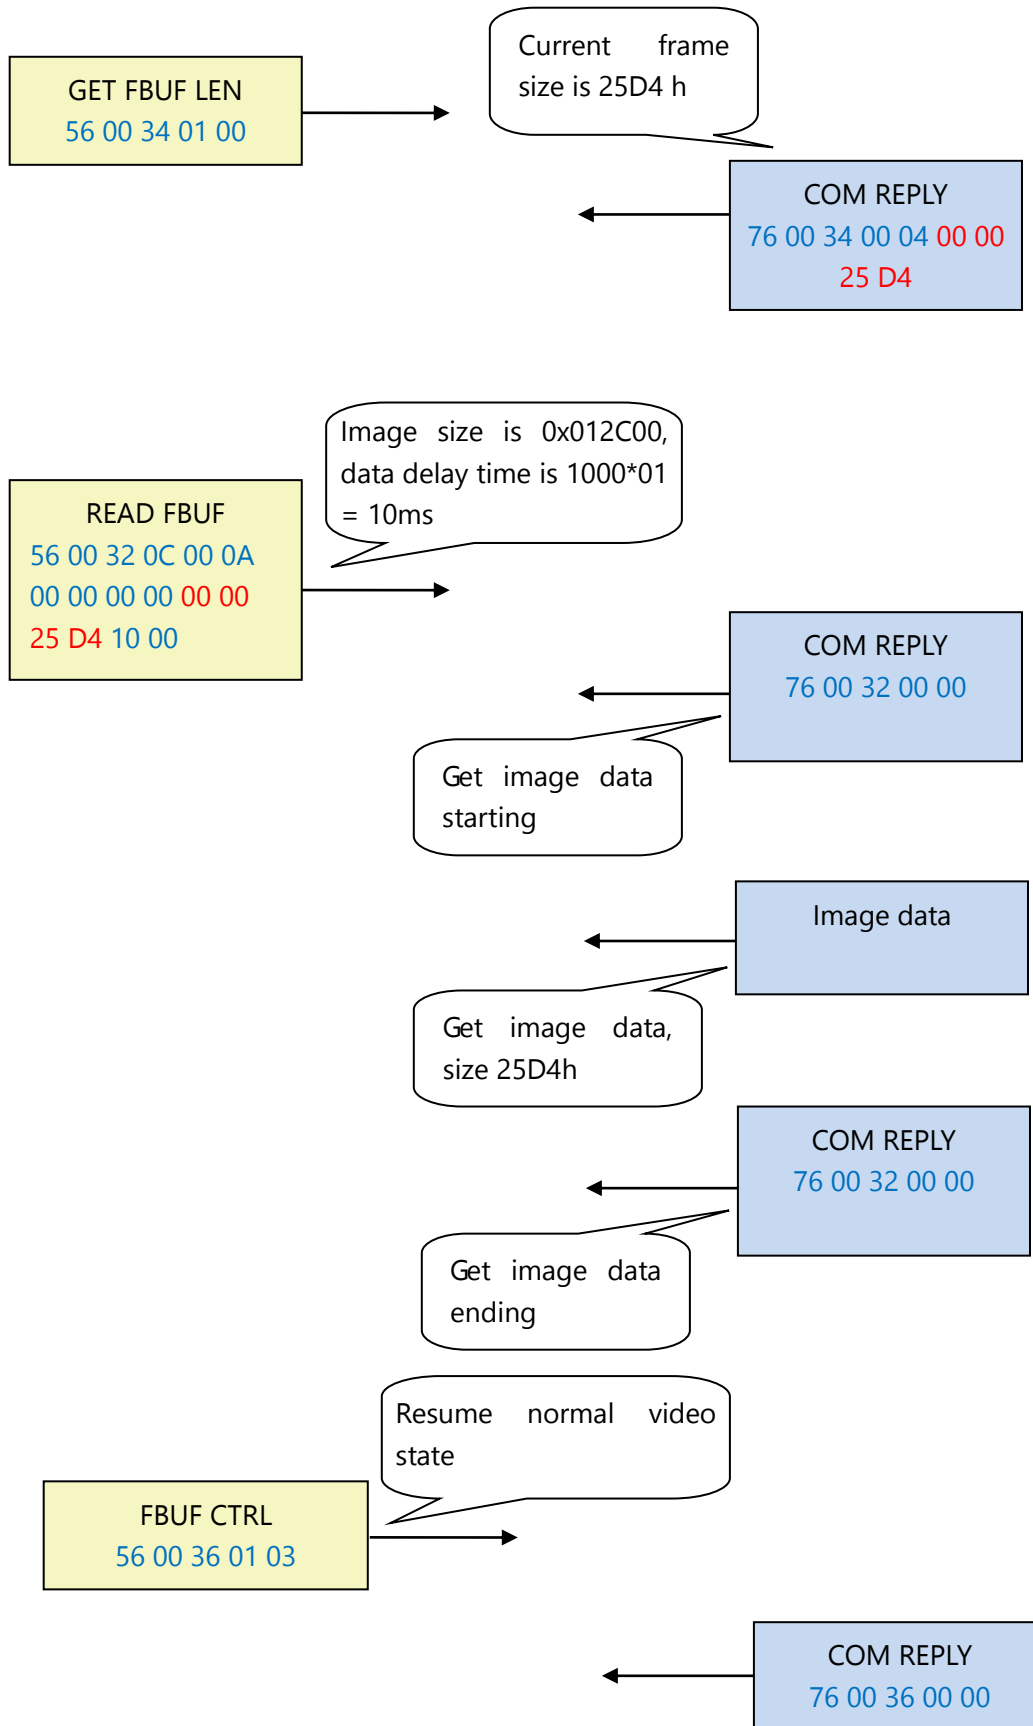 Current frame
size is 25D4 h
GET FBUF LEN
56 00 34 01 00
COM REPLY
76 00 34 00 04 00 00
25 D4
Image size is 0x012C00,
data delay time is 1000*01
= 10ms
READ FBUF
56 00 32 0C 00 0A
00 00 00 00 00 00
25 D4 10 00
COM REPLY
76 00 32 00 00
Get image data
starting
Image data
Get image data,
size 25D4h
COM REPLY
76 00 32 00 00
Get image data
ending
Resume normal video
state
FBUF CTRL
56 00 36 01 03
COM REPLY
76 00 36 00 00